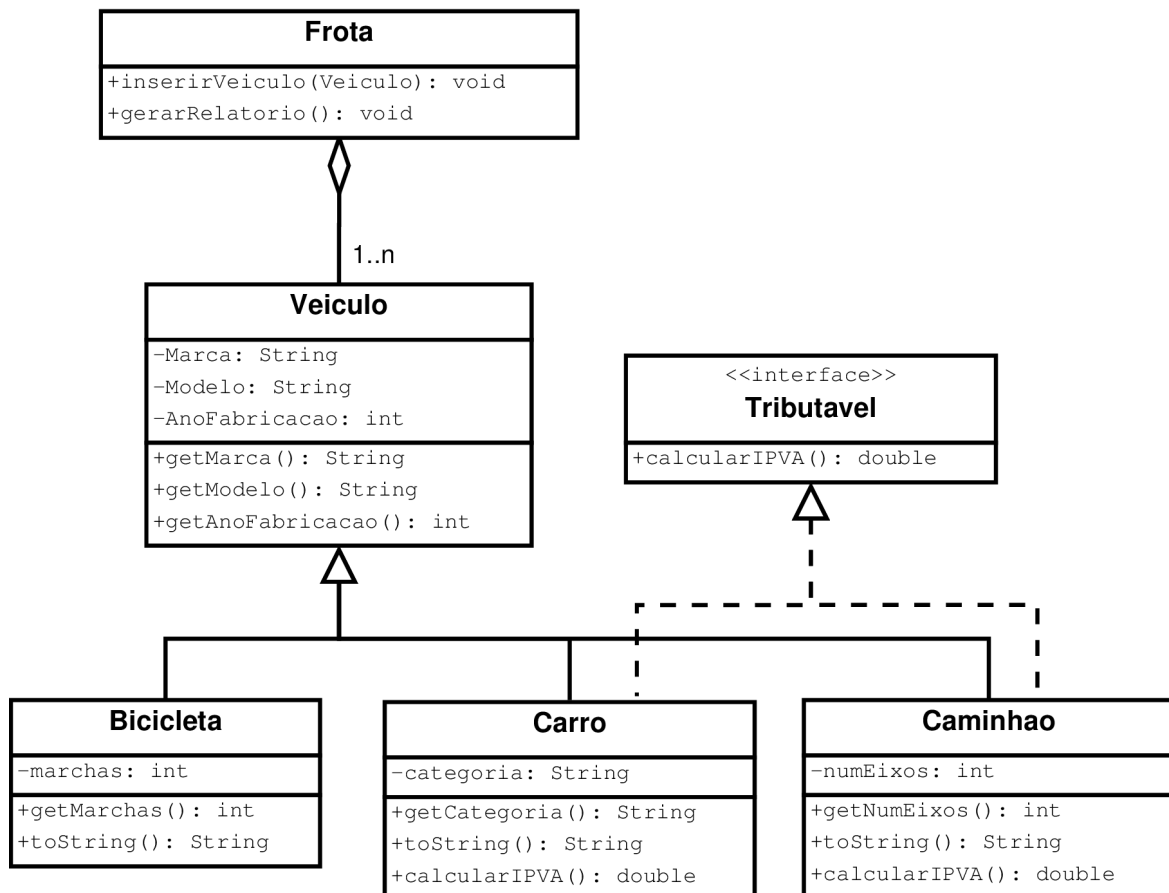 Frota
+inserirVeiculo(Veiculo): void
+gerarRelatorio(): void
1..n
Veiculo
-Marca: String
-Modelo: String
-AnoFabricacao: int
+getMarca(): String
+getModelo(): String
+getAnoFabricacao(): int
<<interface>>
Tributavel
+calcularIPVA(): double
Bicicleta
-marchas: int
+getMarchas(): int
+toString(): String
Carro
-categoria: String
+getCategoria(): String
+toString(): String
+calcularIPVA(): double
Caminhao
-numEixos: int
+getNumEixos(): int
+toString(): String
+calcularIPVA(): double